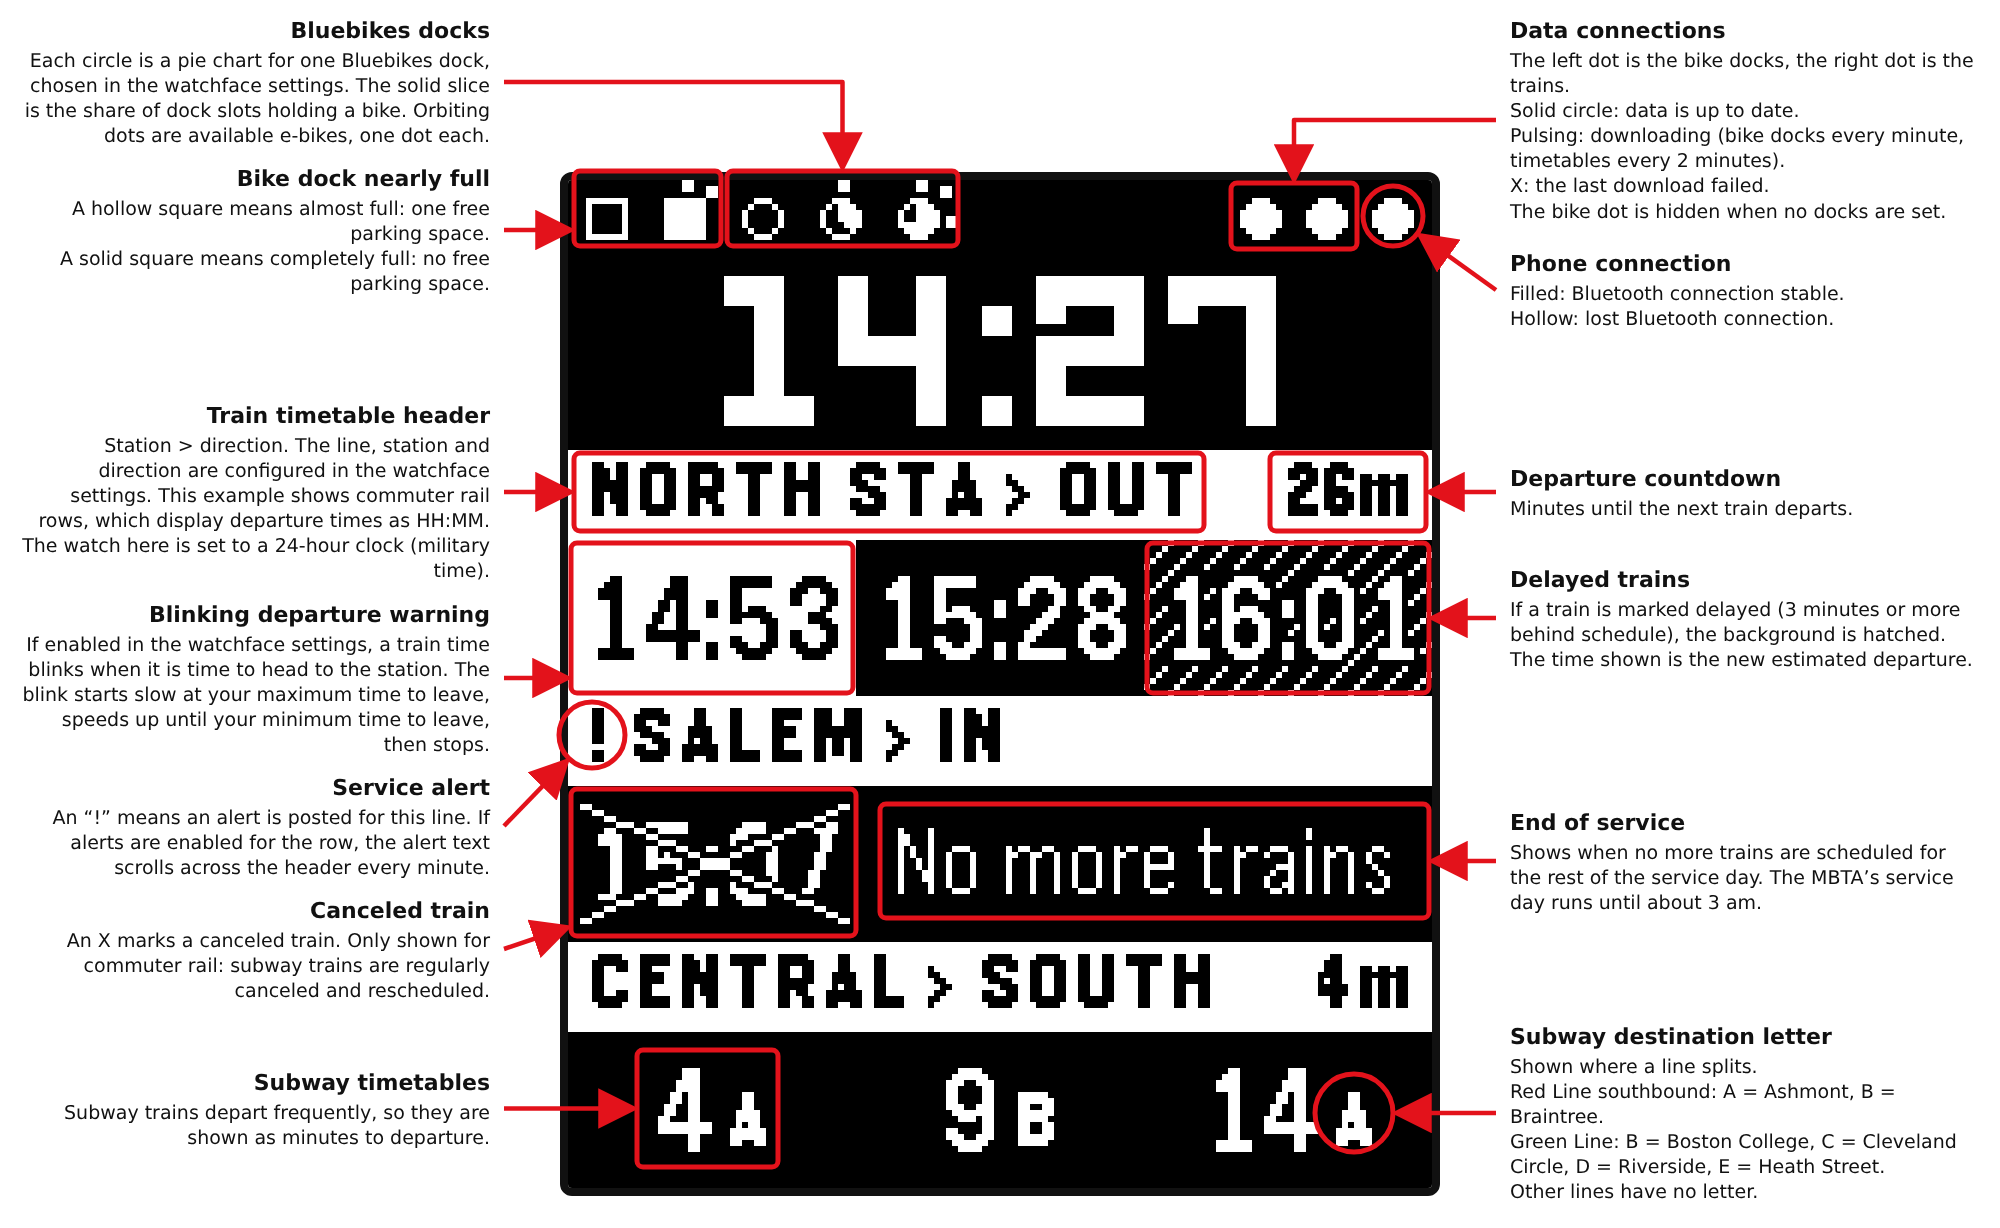 Bluebikes docks
Each circle is a pie chart for one Bluebikes dock,
chosen in the watchface settings. The solid slice
is the share of dock slots holding a bike. Orbiting
dots are available e-bikes, one dot each.
Bike dock nearly full
A hollow square means almost full: one free
parking space.
A solid square means completely full: no free
parking space.
Train timetable header
Station > direction. The line, station and
direction are configured in the watchface
settings. This example shows commuter rail
rows, which display departure times as HH:MM.
The watch here is set to a 24-hour clock (military
time).
Blinking departure warning
If enabled in the watchface settings, a train time
blinks when it is time to head to the station. The
blink starts slow at your maximum time to leave,
speeds up until your minimum time to leave,
then stops.
Service alert
An “!” means an alert is posted for this line. If
alerts are enabled for the row, the alert text
scrolls across the header every minute.
Canceled train
An X marks a canceled train. Only shown for
commuter rail: subway trains are regularly
canceled and rescheduled.
Subway timetables
Subway trains depart frequently, so they are
shown as minutes to departure.
14:27
NORTH STA > OUT 26m
14:53 15:28 16:01
! SALEM > IN
No more trains
CENTRAL > SOUTH 4m
4 A 9 B 14 A
Data connections
The left dot is the bike docks, the right dot is the
trains.
Solid circle: data is up to date.
Pulsing: downloading (bike docks every minute,
timetables every 2 minutes).
X: the last download failed.
The bike dot is hidden when no docks are set.
Phone connection
Filled: Bluetooth connection stable.
Hollow: lost Bluetooth connection.
Departure countdown
Minutes until the next train departs.
Delayed trains
If a train is marked delayed (3 minutes or more
behind schedule), the background is hatched.
The time shown is the new estimated departure.
End of service
Shows when no more trains are scheduled for
the rest of the service day. The MBTA’s service
day runs until about 3 am.
Subway destination letter
Shown where a line splits.
Red Line southbound: A = Ashmont, B =
Braintree.
Green Line: B = Boston College, C = Cleveland
Circle, D = Riverside, E = Heath Street.
Other lines have no letter.